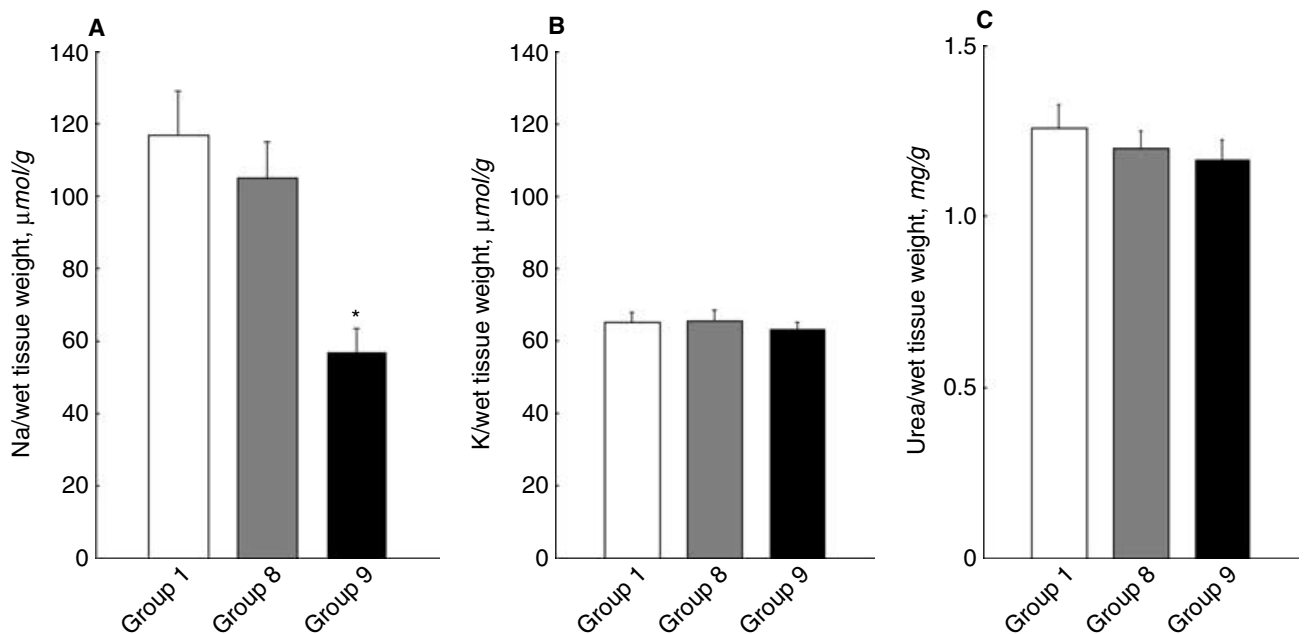 A
Na/wet tissue weight, μmol/g
140
120
100
80
60
40
20
0
*
Group 1
Group 8
Group 9
B
K/wet tissue weight, μmol/g
140
120
100
80
60
40
20
0
Group 1
Group 8
Group 9
C
Urea/wet tissue weight, mg/g
1.5
1.0
0.5
0
Group 1
Group 8
Group 9